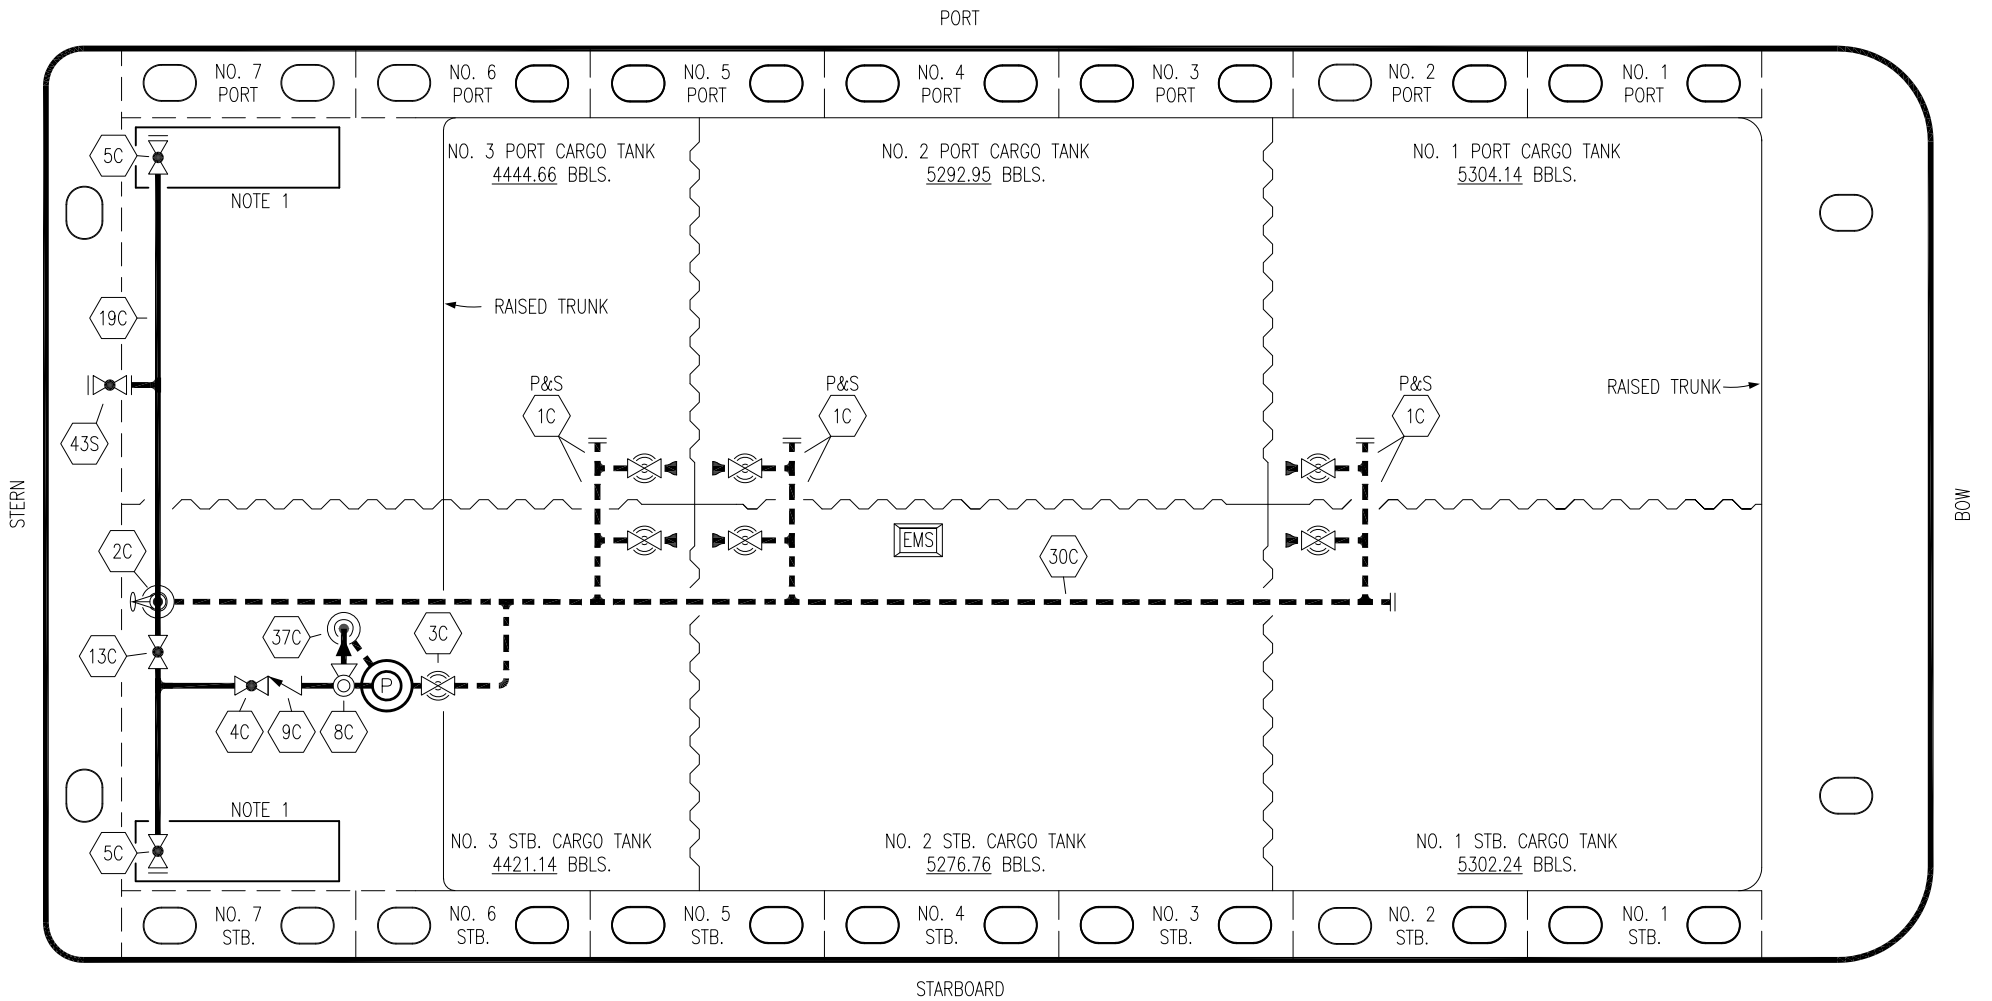 PORT
NO. 7
PORT
NO. 6
PORT
NO. 5
PORT
NO. 4
PORT
NO. 3
PORT
NO. 2
PORT
NO. 1
PORT
5C
NOTE 1
NO. 3 PORT CARGO TANK
4444.66 BBLS.
NO. 2 PORT CARGO TANK
5292.95 BBLS.
NO. 1 PORT CARGO TANK
5304.14 BBLS.
19C
RAISED TRUNK
RAISED TRUNK
43S
P&S
1C
P&S
1C
P&S
1C
STERN
BOW
2C
EMS
30C
13C
37C
3C
P
4C
9C
8C
NOTE 1
5C
NO. 3 STB. CARGO TANK
4421.14 BBLS.
NO. 2 STB. CARGO TANK
5276.76 BBLS.
NO. 1 STB. CARGO TANK
5302.24 BBLS.
NO. 7
STB.
NO. 6
STB.
NO. 5
STB.
NO. 4
STB.
NO. 3
STB.
NO. 2
STB.
NO. 1
STB.
STARBOARD